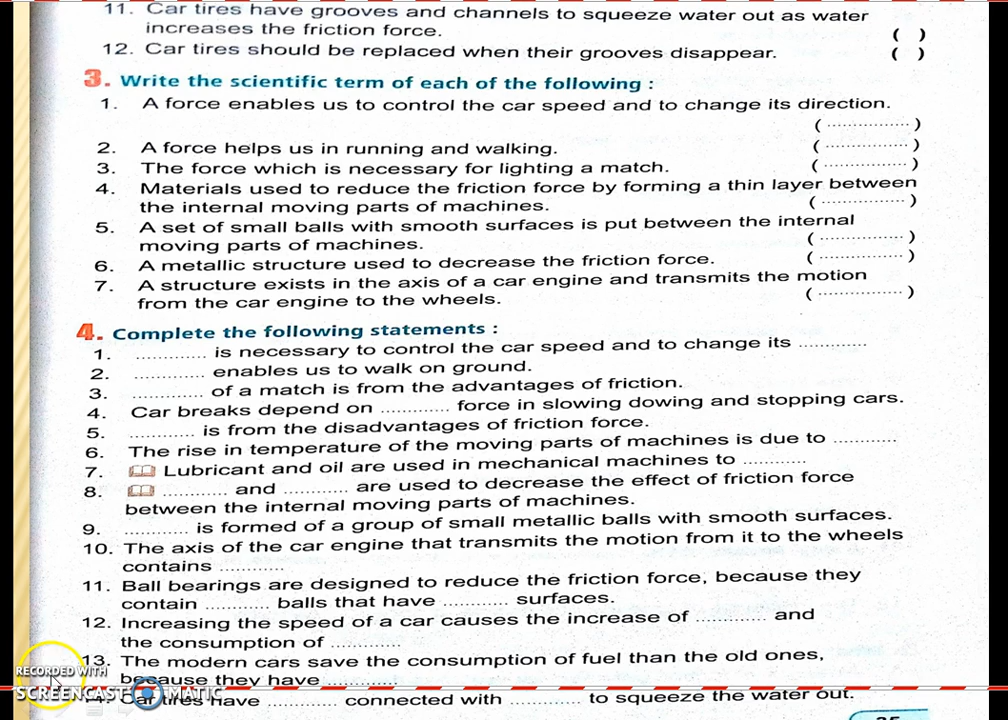 11. Car tires have grooves and channels to squeeze water out as water
increases the friction force. ( )
12. Car tires should be replaced when their grooves disappear. ( )
3. Write the scientific term of each of the following :
1. A force enables us to control the car speed and to change its direction.
(..............)
2. A force helps us in running and walking. (..............)
3. The force which is necessary for lighting a match. (..............)
4. Materials used to reduce the friction force by forming a thin layer between
the internal moving parts of machines. (..............)
5. A set of small balls with smooth surfaces is put between the internal
moving parts of machines. (..............)
6. A metallic structure used to decrease the friction force. (..............)
7. A structure exists in the axis of a car engine and transmits the motion
from the car engine to the wheels. (..............)
4. Complete the following statements :
1. ............ is necessary to control the car speed and to change its ............
2. ............ enables us to walk on ground.
3. ............ of a match is from the advantages of friction.
4. Car breaks depend on ............ force in slowing dowing and stopping cars.
5. ............ is from the disadvantages of friction force.
6. The rise in temperature of the moving parts of machines is due to ............
7. Lubricant and oil are used in mechanical machines to ............
8. ............ and ............ are used to decrease the effect of friction force
between the internal moving parts of machines.
9. ............ is formed of a group of small metallic balls with smooth surfaces.
10. The axis of the car engine that transmits the motion from it to the wheels
contains ............
11. Ball bearings are designed to reduce the friction force, because they
contain ............ balls that have ............ surfaces.
12. Increasing the speed of a car causes the increase of ............ and
the consumption of ............
13. The modern cars save the consumption of fuel than the old ones,
RECORDED WITH
because they have ............
SCREENCAST MATIC
14. Car tires have ............ connected with ............ to squeeze the water out.